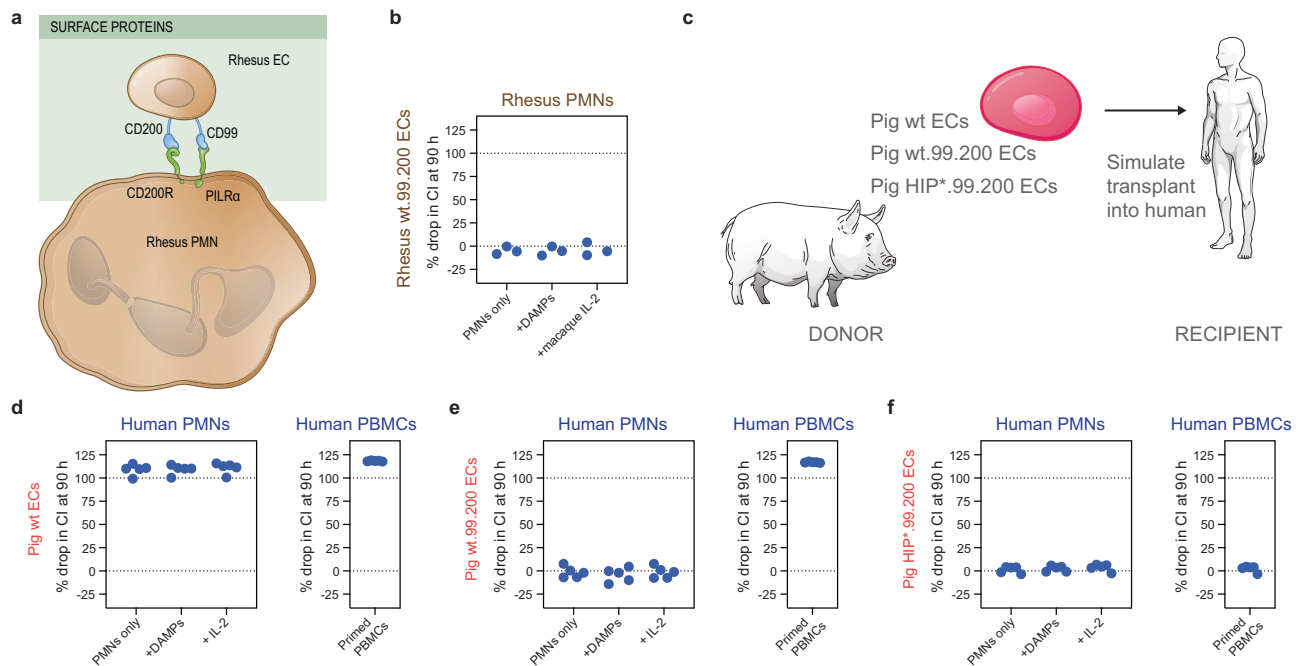 a
SURFACE PROTEINS
Rhesus EC
CD200
CD99
CD200R
PILRα
Rhesus PMN
b
Rhesus PMNs
Rhesus wt.99.200 ECs
% drop in CI at 90 h
125
100
75
50
25
0
-25
PMNs only
+DAMPs
+macaque IL-2
c
Pig wt ECs
Pig wt.99.200 ECs
Pig HIP*.99.200 ECs
Simulate
transplant
into human
DONOR
RECIPIENT
d
Human PMNs
Pig wt ECs
% drop in CI at 90 h
125
100
75
50
25
0
-25
PMNs only
+DAMPs
+ IL-2
Human PBMCs
% drop in CI at 90 h
125
100
75
50
25
0
-25
Primed
PBMCs
e
Human PMNs
Pig wt.99.200 ECs
% drop in CI at 90 h
125
100
75
50
25
0
-25
PMNs only
+DAMPs
+ IL-2
Human PBMCs
% drop in CI at 90 h
125
100
75
50
25
0
-25
Primed
PBMCs
f
Human PMNs
Pig HIP*.99.200 ECs
% drop in CI at 90 h
125
100
75
50
25
0
-25
PMNs only
+DAMPs
+ IL-2
Human PBMCs
% drop in CI at 90 h
125
100
75
50
25
0
-25
Primed
PBMCs